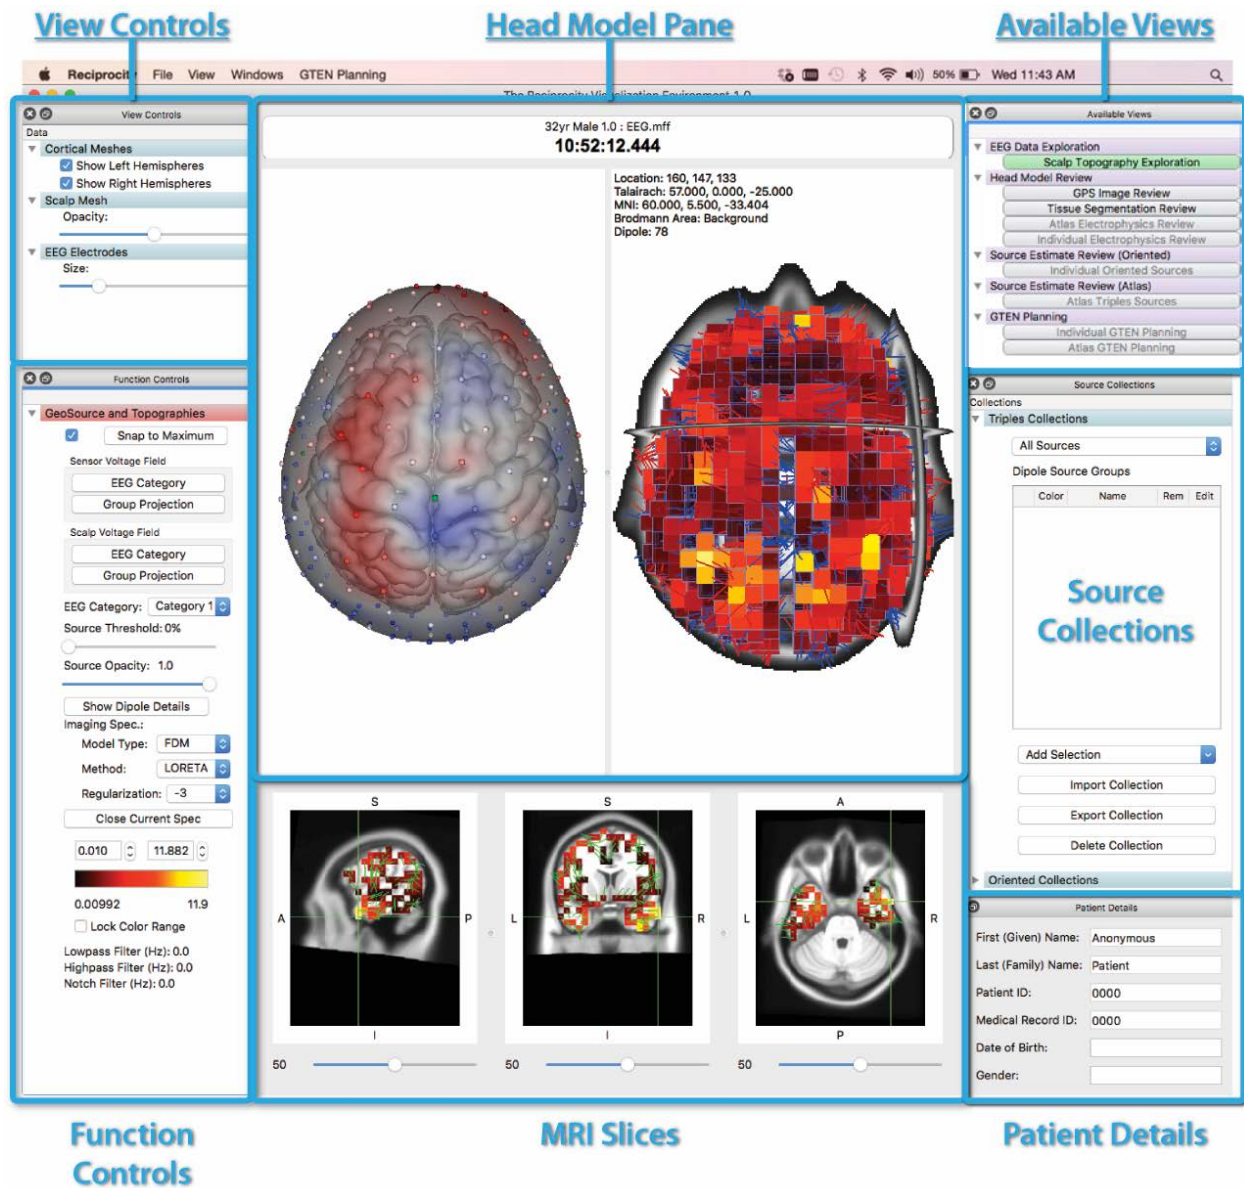 View Controls
Head Model Pane
Available Views
Reciprocity File View Windows GTEN Planning
50% Wed 11:43 AM
The Reciprocity Visualization Environment 1.0
View Controls
Data
Cortical Meshes
Show Left Hemispheres
Show Right Hemispheres
Scalp Mesh
Opacity:
EEG Electrodes
Size:
Function Controls
GeoSource and Topographies
Snap to Maximum
Sensor Voltage Field
EEG Category
Group Projection
Scalp Voltage Field
EEG Category
Group Projection
EEG Category: Category 1
Source Threshold: 0%
Source Opacity: 1.0
Show Dipole Details
Imaging Spec.:
Model Type: FDM
Method: LORETA
Regularization: -3
Close Current Spec
0.010 11.882
0.00992 11.9
Lock Color Range
Lowpass Filter (Hz): 0.0
Highpass Filter (Hz): 0.0
Notch Filter (Hz): 0.0
32yr Male 1.0 : EEG.mff
10:52:12.444
Location: 160, 147, 133
Talairach: 57.000, 0.000, -25.000
MNI: 60.000, 5.500, -33.404
Brodmann Area: Background
Dipole: 78
S
A P
I
50
S
L R
I
50
A
L R
P
50
Available Views
EEG Data Exploration
Scalp Topography Exploration
Head Model Review
GPS Image Review
Tissue Segmentation Review
Atlas Electrophysics Review
Individual Electrophysics Review
Source Estimate Review (Oriented)
Individual Oriented Sources
Source Estimate Review (Atlas)
Atlas Triples Sources
GTEN Planning
Individual GTEN Planning
Atlas GTEN Planning
Source Collections
Collections
Triples Collections
All Sources
Dipole Source Groups
Color Name Rem Edit
Source
Collections
Add Selection
Import Collection
Export Collection
Delete Collection
Oriented Collections
Patient Details
First (Given) Name: Anonymous
Last (Family) Name: Patient
Patient ID: 0000
Medical Record ID: 0000
Date of Birth:
Gender:
Function
Controls
MRI Slices
Patient Details